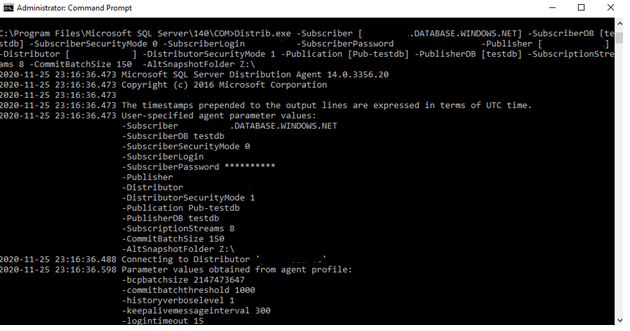 Administrator: Command Prompt
C:\Program Files\Microsoft SQL Server\140\COM>Distrib.exe -Subscriber [ .DATABASE.WINDOWS.NET] -SubscriberDB [te
stdb] -SubscriberSecurityMode 0 -SubscriberLogin -SubscriberPassword -Publisher [ ]
-Distributor [ ] -DistributorSecurityMode 1 -Publication [Pub-testdb] -PublisherDB [testdb] -SubscriptionStre
ams 8 -CommitBatchSize 150 -AltSnapshotFolder Z:\
2020-11-25 23:16:36.473 Microsoft SQL Server Distribution Agent 14.0.3356.20
2020-11-25 23:16:36.473 Copyright (c) 2016 Microsoft Corporation
2020-11-25 23:16:36.473
2020-11-25 23:16:36.473 The timestamps prepended to the output lines are expressed in terms of UTC time.
2020-11-25 23:16:36.473 User-specified agent parameter values:
-Subscriber .DATABASE.WINDOWS.NET
-SubscriberDB testdb
-SubscriberSecurityMode 0
-SubscriberLogin
-SubscriberPassword **********
-Publisher
-Distributor
-DistributorSecurityMode 1
-Publication Pub-testdb
-PublisherDB testdb
-SubscriptionStreams 8
-CommitBatchSize 150
-AltSnapshotFolder Z:\
2020-11-25 23:16:36.488 Connecting to Distributor ' '
2020-11-25 23:16:36.598 Parameter values obtained from agent profile:
-bcpbatchsize 2147473647
-commitbatchthreshold 1000
-historyverboselevel 1
-keepalivemessageinterval 300
-logintimeout 15